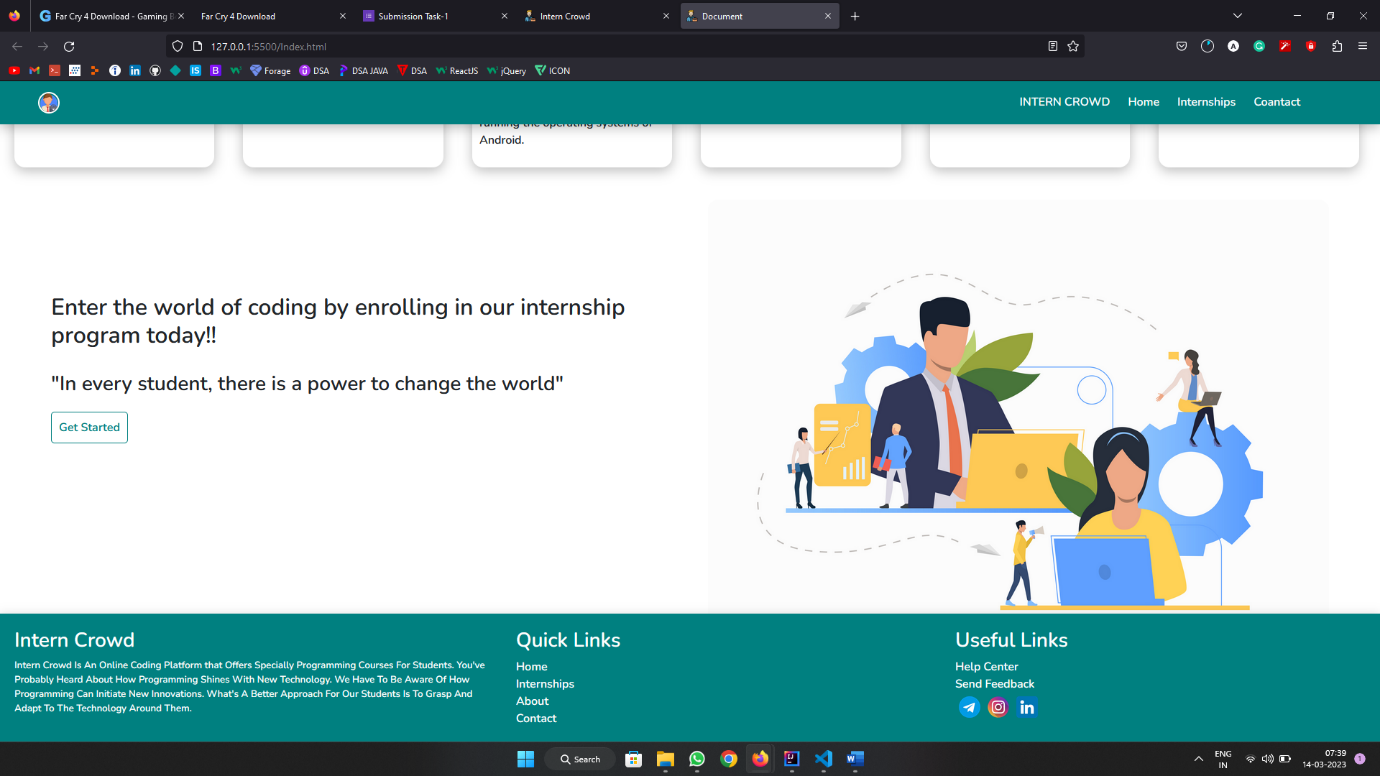 Far Cry 4 Download - Gaming B
Far Cry 4 Download
Submission Task-1
Intern Crowd
Document
127.0.0.1:5500/Index.html
Forage
DSA
DSA JAVA
DSA
ReactJS
jQuery
ICON
INTERN CROWD
Home
Internships
Coantact
running the operating systems of
Android.
Enter the world of coding by enrolling in our internship
program today!!
"In every student, there is a power to change the world"
Get Started
Intern Crowd
Intern Crowd Is An Online Coding Platform that Offers Specially Programming Courses For Students. You've
Probably Heard About How Programming Shines With New Technology. We Have To Be Aware Of How
Programming Can Initiate New Innovations. What's A Better Approach For Our Students Is To Grasp And
Adapt To The Technology Around Them.
Quick Links
Home
Internships
About
Contact
Useful Links
Help Center
Send Feedback
Search
ENG
IN
07:39
14-03-2023
1